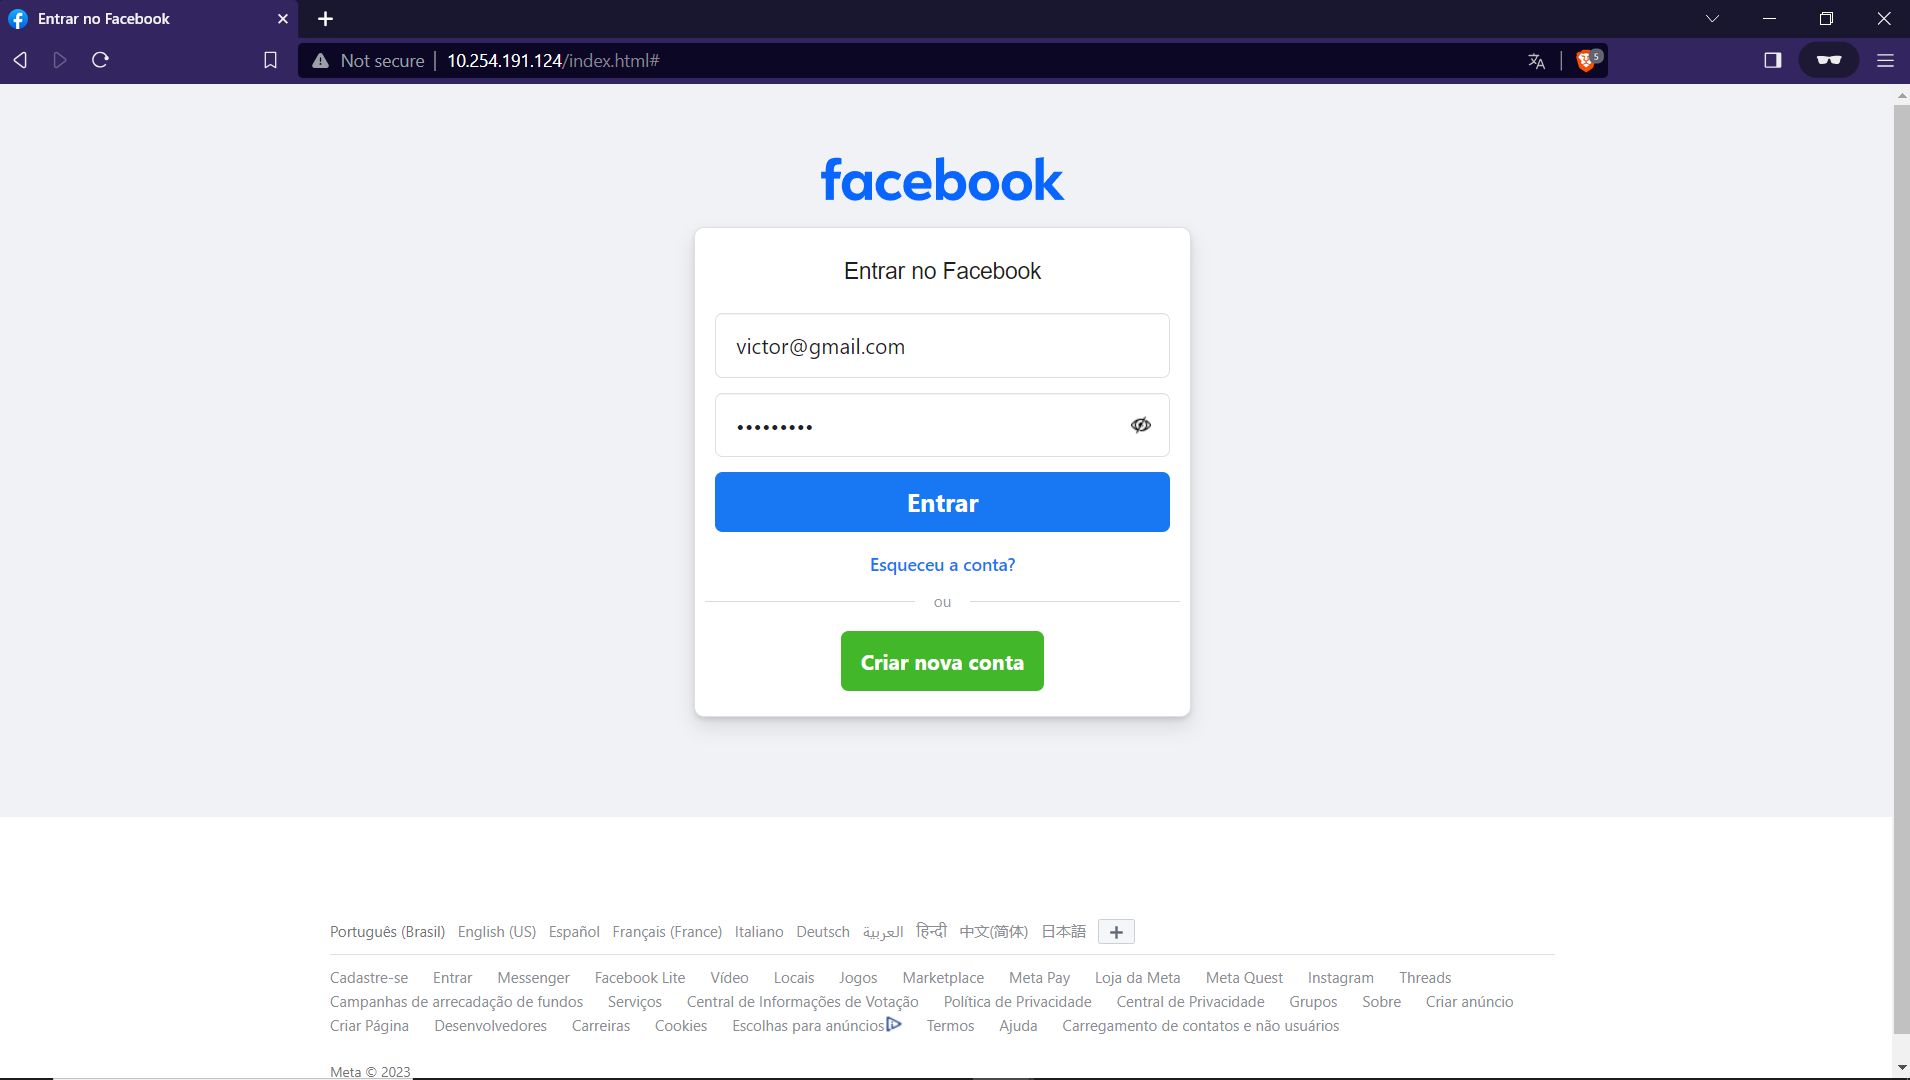 Entrar no Facebook
Not secure | 10.254.191.124/index.html#
5
facebook
Entrar no Facebook
victor@gmail.com
•••••••••
Entrar
Esqueceu a conta?
ou
Criar nova conta
Português (Brasil) English (US) Español Français (France) Italiano Deutsch العربية हिन्दी 中文(简体) 日本語
Cadastre-se Entrar Messenger Facebook Lite Vídeo Locais Jogos Marketplace Meta Pay Loja da Meta Meta Quest Instagram Threads
Campanhas de arrecadação de fundos Serviços Central de Informações de Votação Política de Privacidade Central de Privacidade Grupos Sobre Criar anúncio
Criar Página Desenvolvedores Carreiras Cookies Escolhas para anúncios Termos Ajuda Carregamento de contatos e não usuários
Meta © 2023